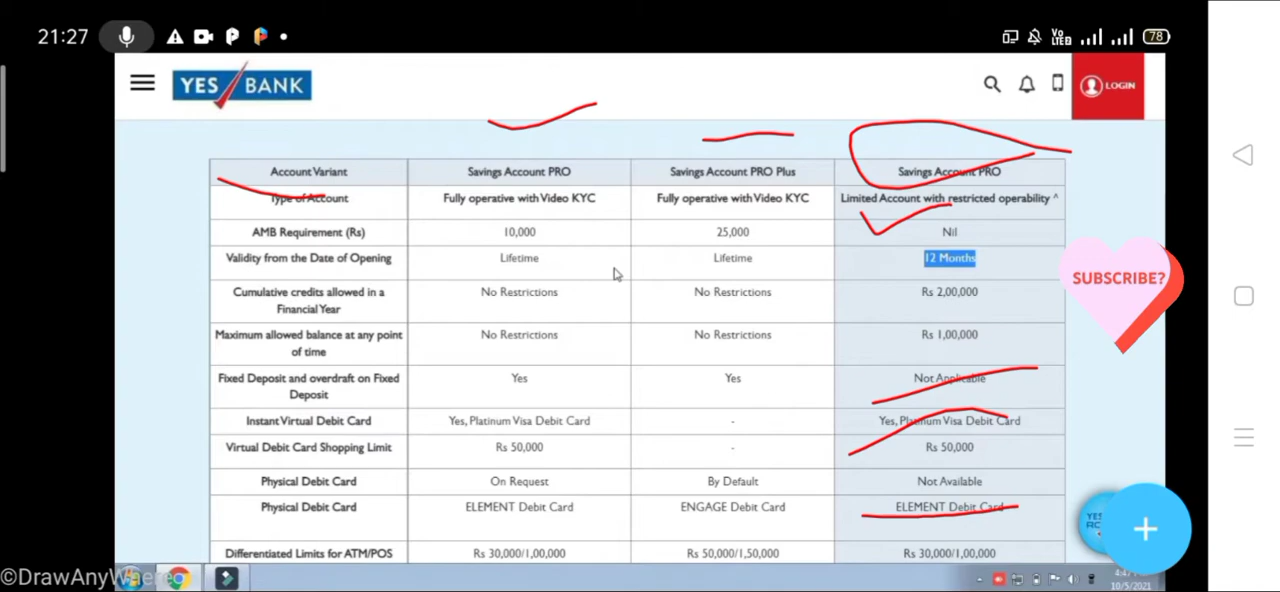 21:27
78
YES BANK
LOGIN
Account Variant Savings Account PRO Savings Account PRO Plus Savings Account PRO
Type of Account Fully operative with Video KYC Fully operative with Video KYC Limited Account with restricted operability ^
AMB Requirement (Rs) 10,000 25,000 Nil
Validity from the Date of Opening Lifetime Lifetime 12 Months
SUBSCRIBE?
Cumulative credits allowed in a No Restrictions No Restrictions Rs 2,00,000
Financial Year
Maximum allowed balance at any point No Restrictions No Restrictions Rs 1,00,000
of time
Fixed Deposit and overdraft on Fixed Yes Yes Not Applicable
Deposit
Instant Virtual Debit Card Yes, Platinum Visa Debit Card - Yes, Platinum Visa Debit Card
Virtual Debit Card Shopping Limit Rs 50,000 - Rs 50,000
Physical Debit Card On Request By Default Not Available
Physical Debit Card ELEMENT Debit Card ENGAGE Debit Card ELEMENT Debit Card
YES
Differentiated Limits for ATM/POS Rs 30,000/1,00,000 Rs 50,000/1,50,000 Rs 30,000/1,00,000
©DrawAnyWhere
10/5/2021